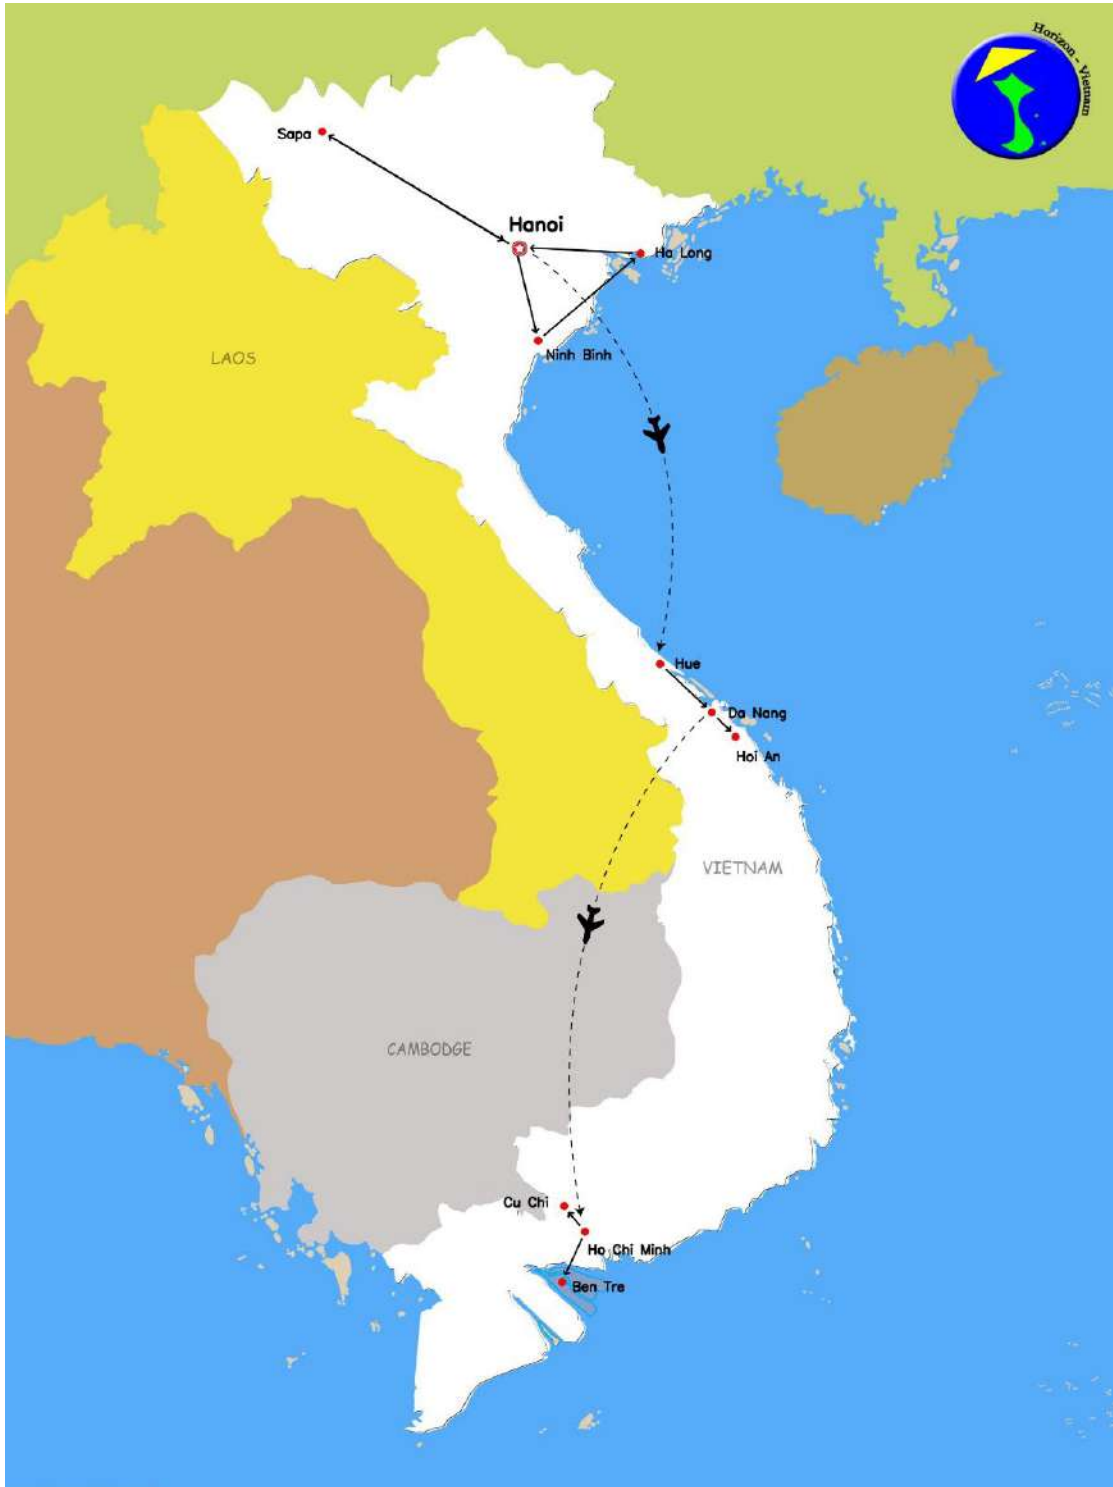 Horizon - Vietnam
Sapa
Hanoi
Ha Long
LAOS
Ninh Binh
Hue
Da Nang
Hoi An
VIETNAM
CAMBODGE
Cu Chi
Ho Chi Minh
Ben Tre